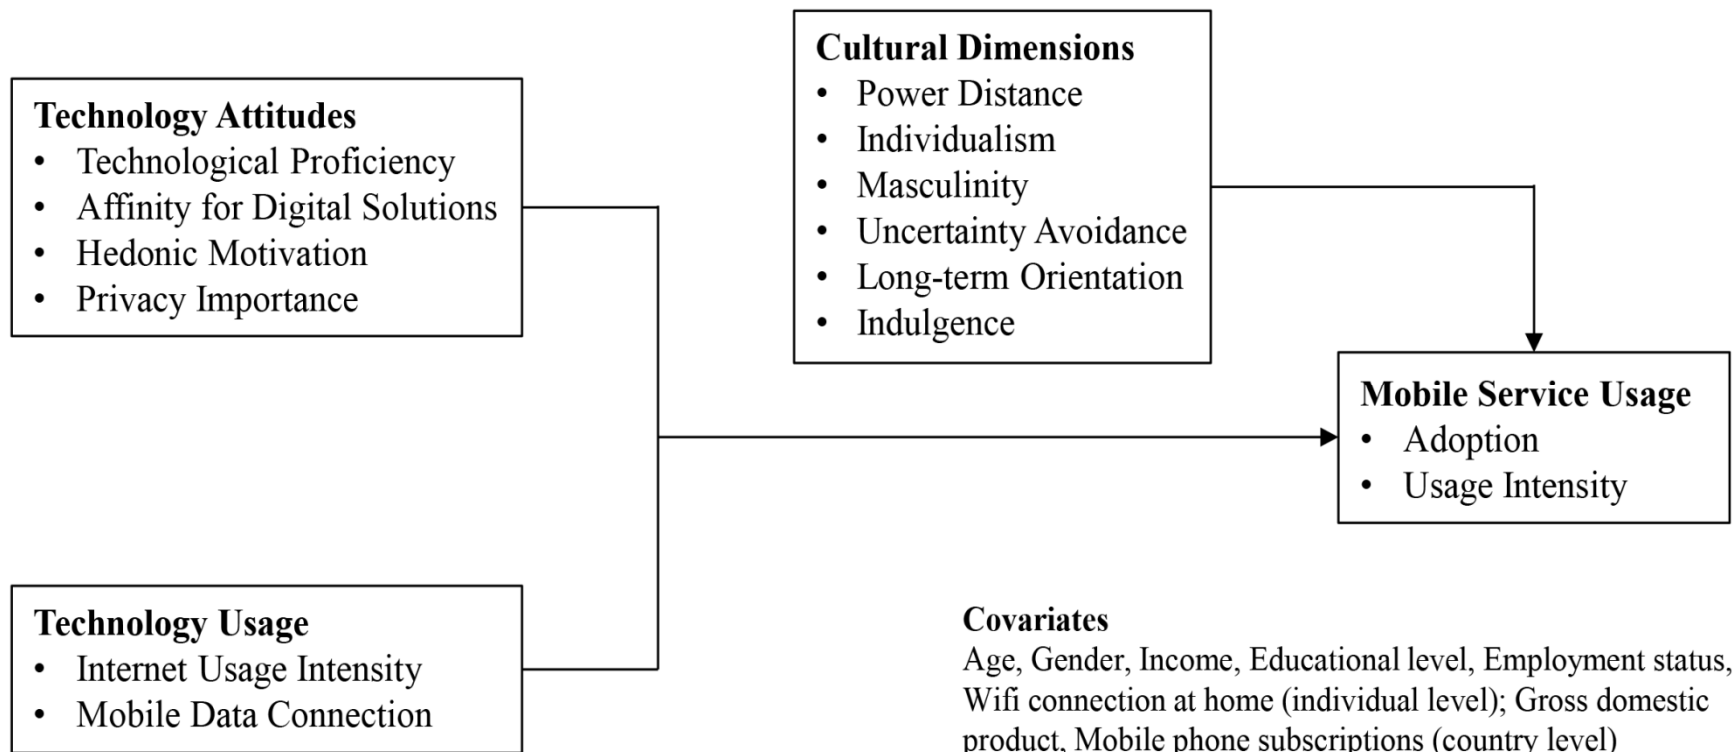 Technology Attitudes
• Technological Proficiency
• Affinity for Digital Solutions
• Hedonic Motivation
• Privacy Importance
Cultural Dimensions
• Power Distance
• Individualism
• Masculinity
• Uncertainty Avoidance
• Long-term Orientation
• Indulgence
Mobile Service Usage
• Adoption
• Usage Intensity
Technology Usage
• Internet Usage Intensity
• Mobile Data Connection
Covariates
Age, Gender, Income, Educational level, Employment status,
Wifi connection at home (individual level); Gross domestic
product, Mobile phone subscriptions (country level)